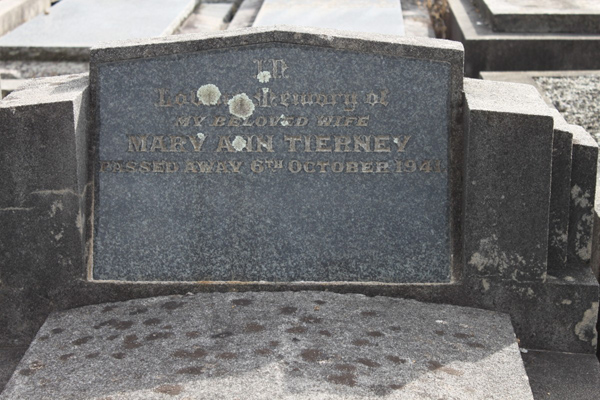 In
Loving Memory of
MY BELOVED WIFE
MARY ANN TIERNEY
PASSED AWAY 6TH OCTOBER